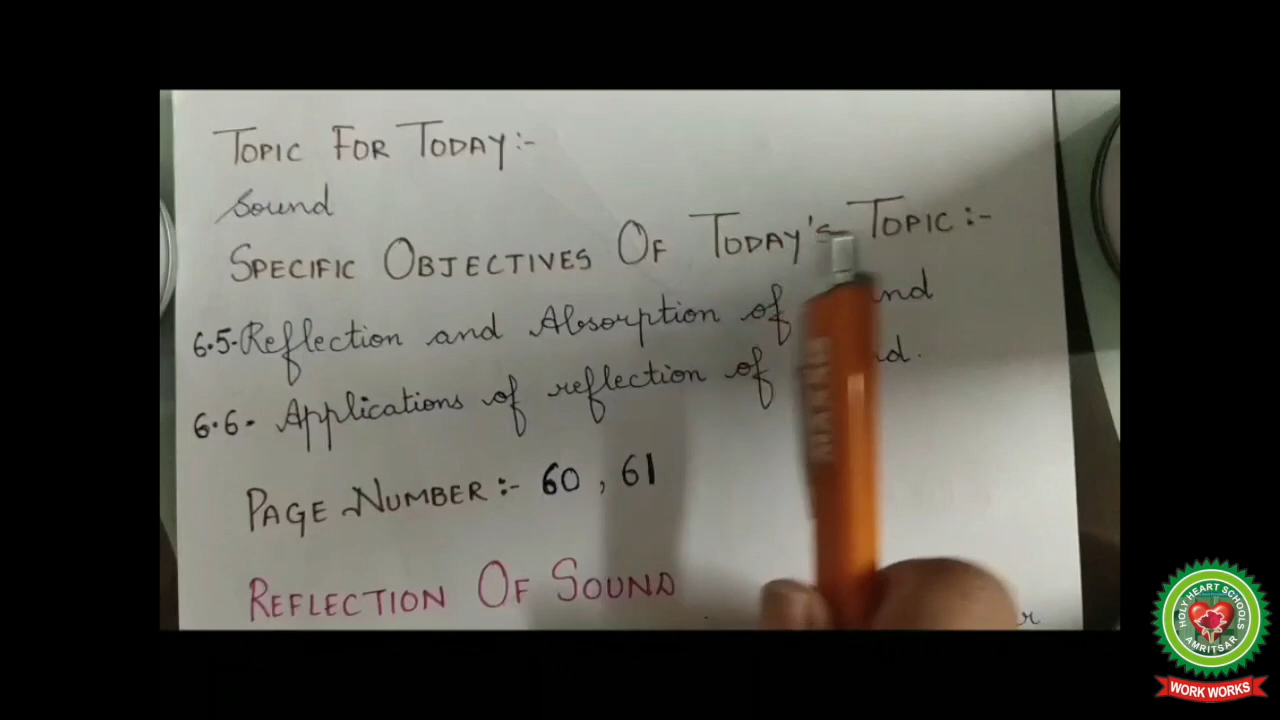 TOPIC FOR TODAY:-
Sound
SPECIFIC OBJECTIVES OF TODAY'S TOPIC:-
6.5-Reflection and Absorption of nd
6.6- Applications of reflection of d.
PAGE NUMBER:- 60, 61
REFLECTION OF SOUND
HOLY HEART SCHOOLS
AMRITSAR
WORK WORKS